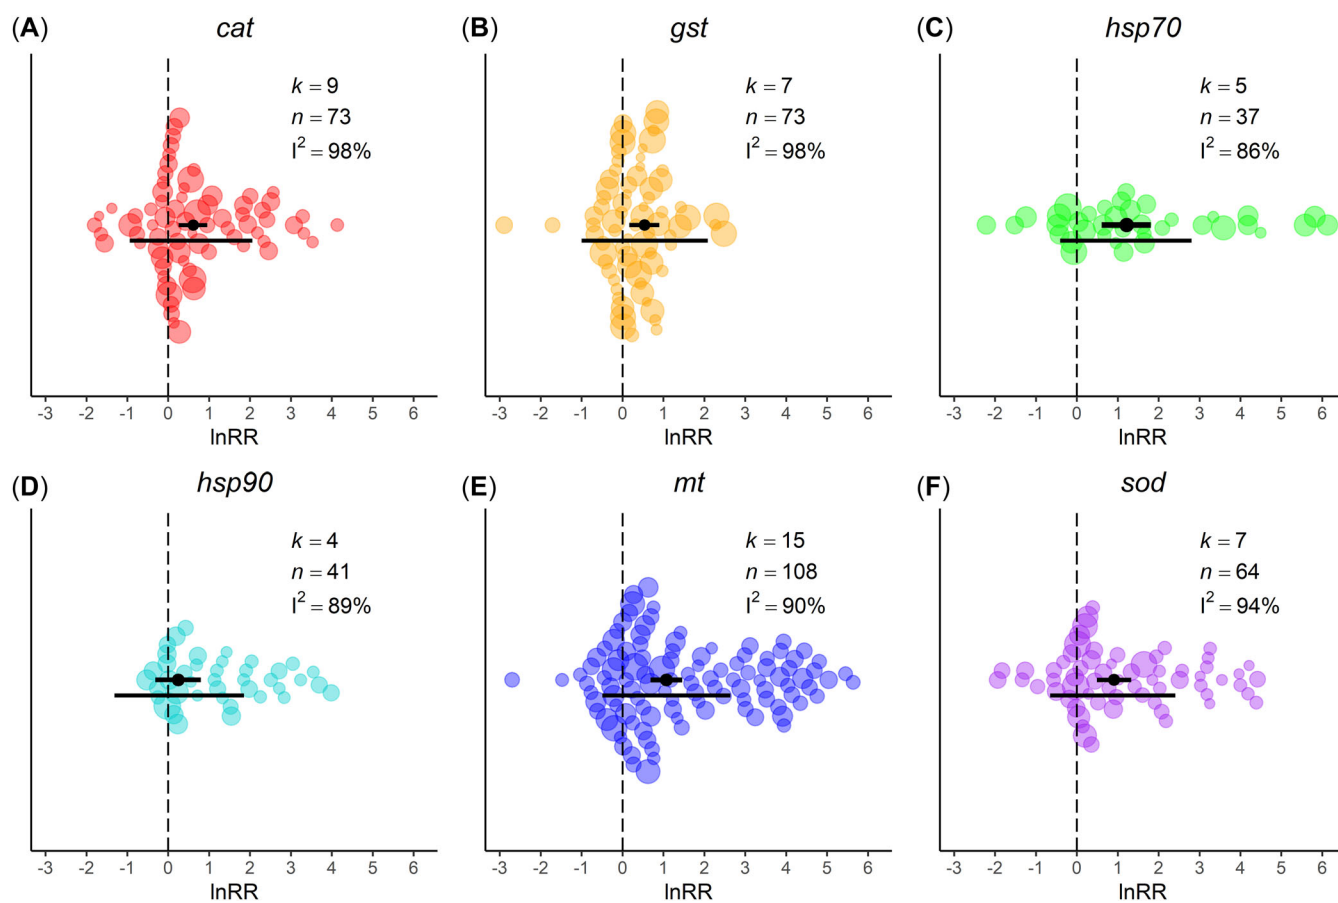 (A) cat
k = 9
n = 73
I² = 98%
-3 -2 -1 0 1 2 3 4 5 6
lnRR
(B) gst
k = 7
n = 73
I² = 98%
-3 -2 -1 0 1 2 3 4 5 6
lnRR
(C) hsp70
k = 5
n = 37
I² = 86%
-3 -2 -1 0 1 2 3 4 5 6
lnRR
(D) hsp90
k = 4
n = 41
I² = 89%
-3 -2 -1 0 1 2 3 4 5 6
lnRR
(E) mt
k = 15
n = 108
I² = 90%
-3 -2 -1 0 1 2 3 4 5 6
lnRR
(F) sod
k = 7
n = 64
I² = 94%
-3 -2 -1 0 1 2 3 4 5 6
lnRR